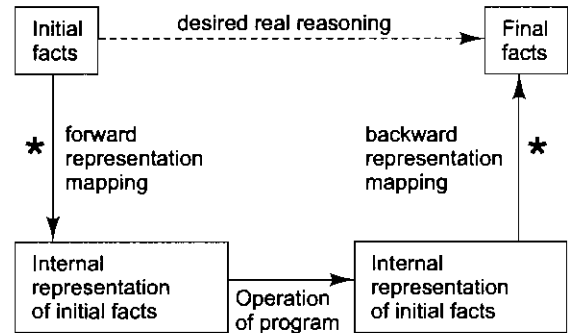 Initial
facts
desired real reasoning
Final
facts
*
forward
representation
mapping
backward
representation
mapping
*
Internal
representation
of initial facts
Operation
of program
Internal
representation
of initial facts